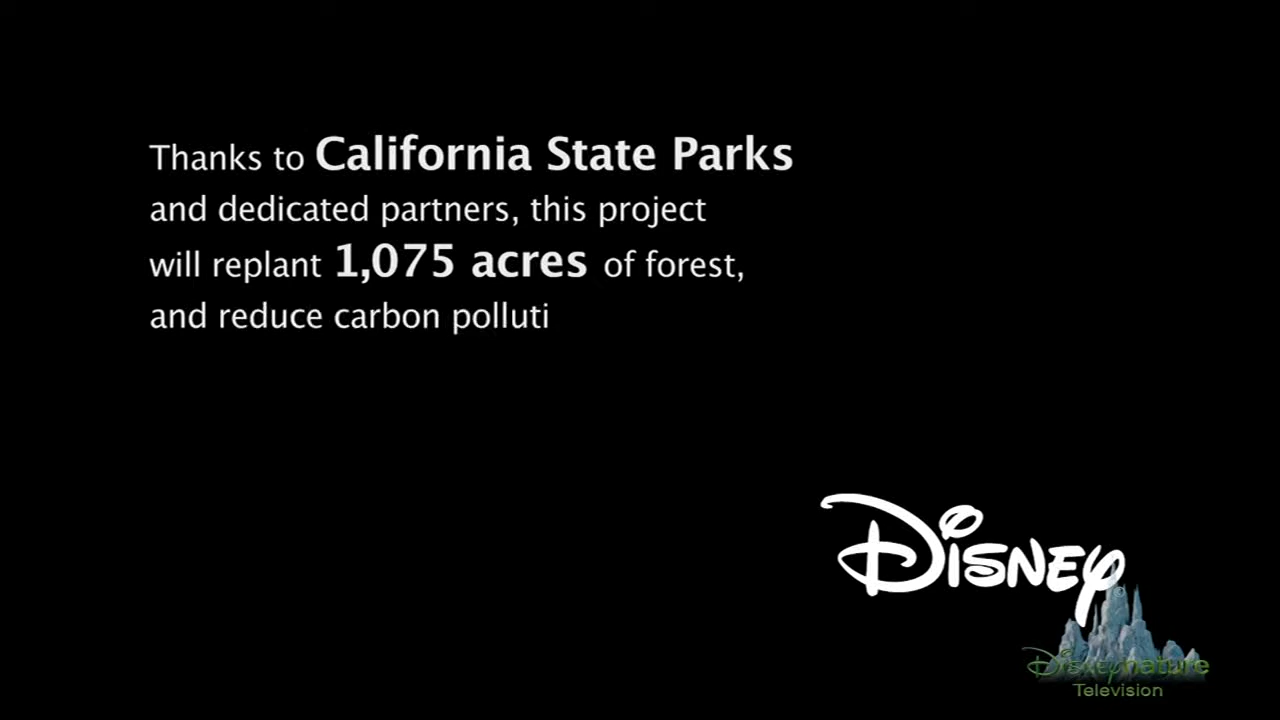 Thanks to California State Parks
and dedicated partners, this project
will replant 1,075 acres of forest,
and reduce carbon polluti
Disney
Disneynature
Television